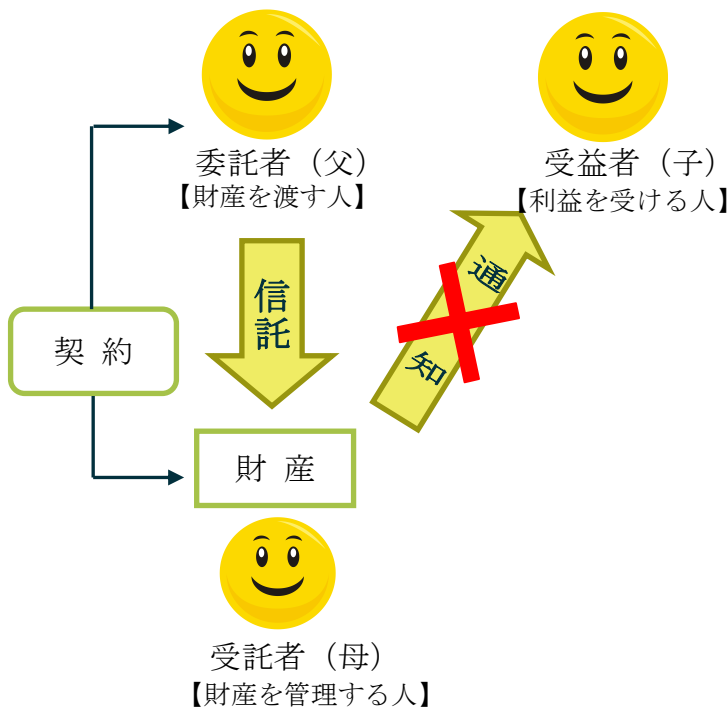 委託者（父）
【財産を渡す人】
受益者（子）
【利益を受ける人】
信託
通知
契 約
財 産
受託者（母）
【財産を管理する人】